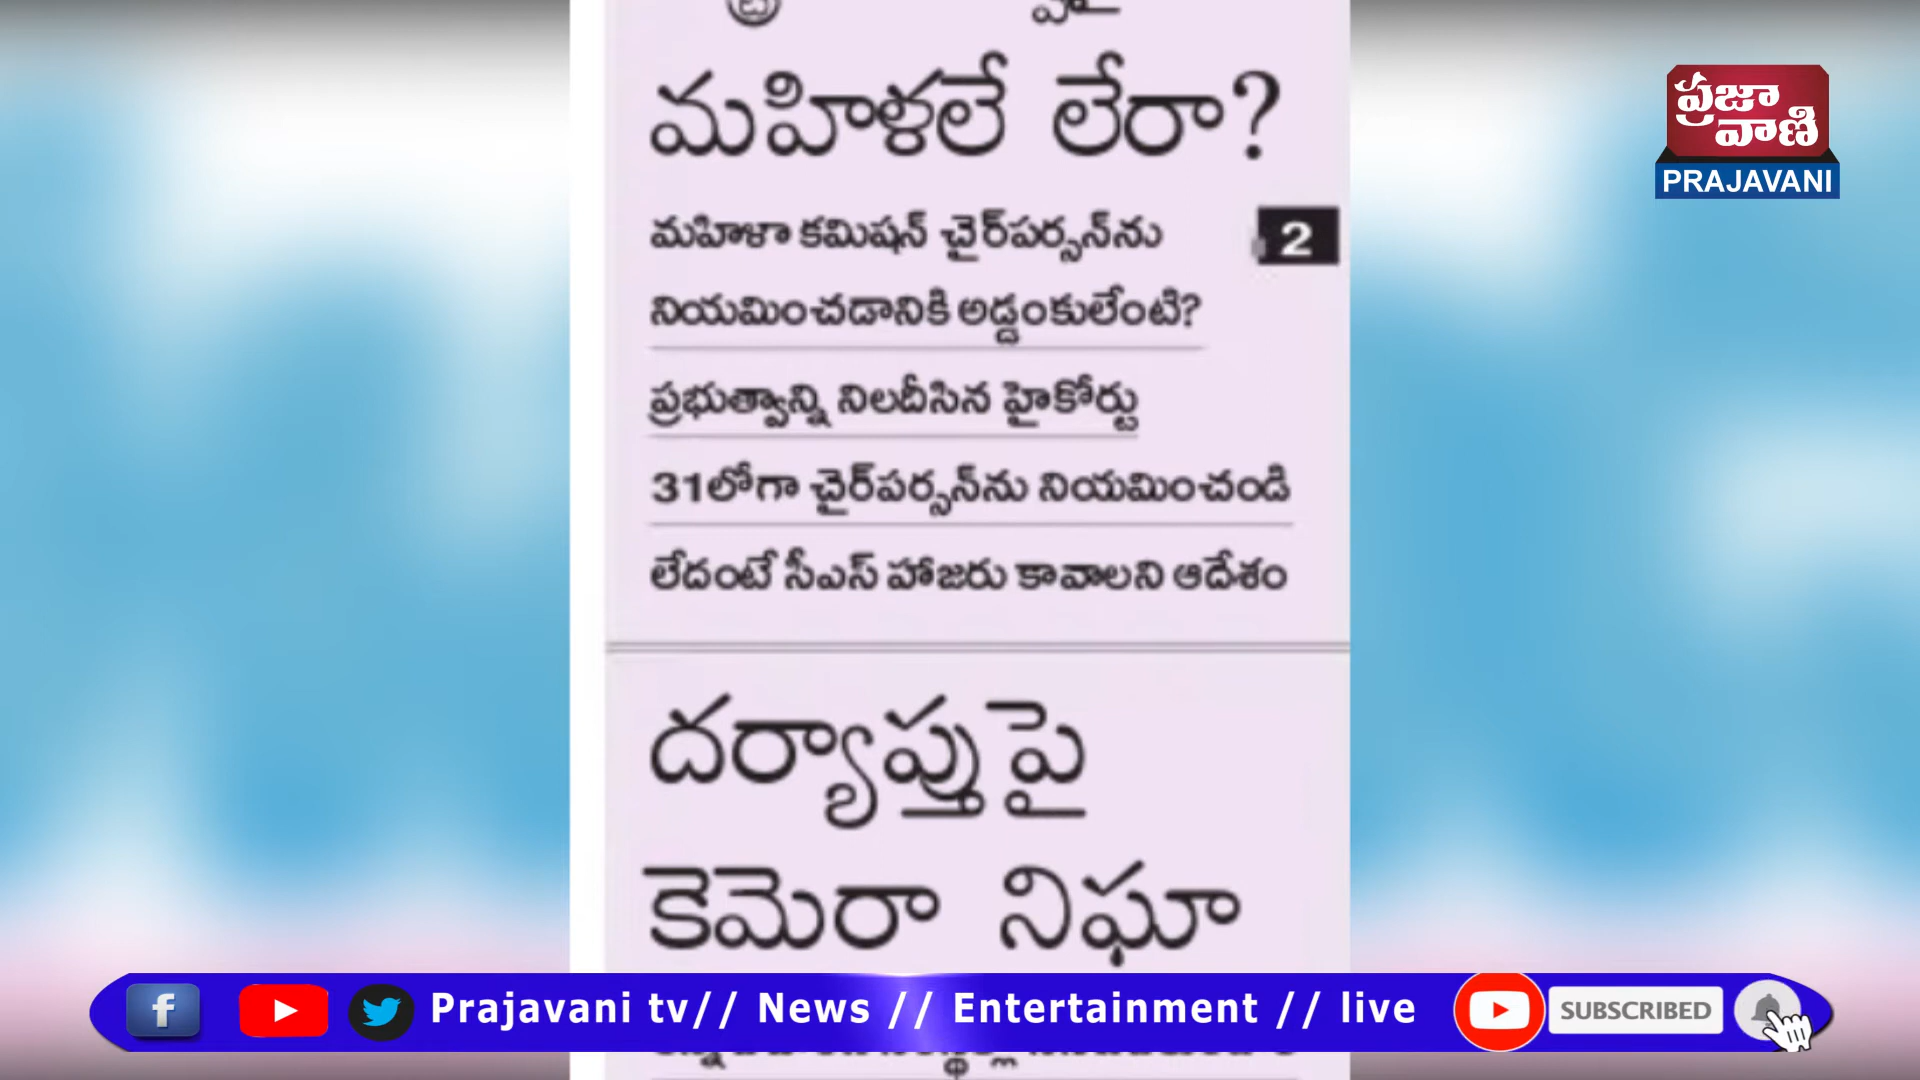 మహిళలే లేరా?
మహిళా కమిషన్ చైర్‌పర్సన్‌ను
2
నియమించడానికి అడ్డంకులేంటి?
ప్రభుత్వాన్ని నిలదీసిన హైకోర్టు
31లోగా చైర్‌పర్సన్‌ను నియమించండి
లేదంటే సీఎస్ హాజరు కావాలని ఆదేశం
దర్యాప్తుపై
కెమెరా నిఘా
ప్రజా
వాణి
PRAJAVANI
Prajavani tv// News // Entertainment // live
SUBSCRIBED